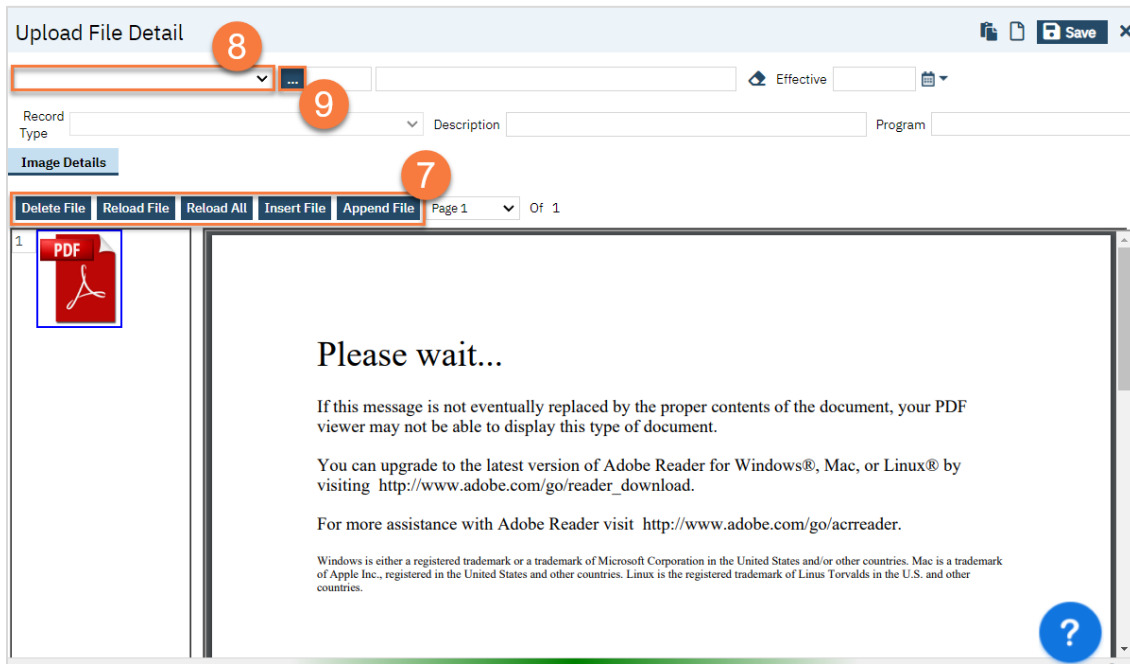 Upload File Detail
8
Save
...
9
Effective
Record
Type
Description
Program
Image Details
7
Delete File
Reload File
Reload All
Insert File
Append File
Page 1
Of 1
1
PDF
Please wait...
If this message is not eventually replaced by the proper contents of the document, your PDF
viewer may not be able to display this type of document.
You can upgrade to the latest version of Adobe Reader for Windows®, Mac, or Linux® by
visiting http://www.adobe.com/go/reader_download.
For more assistance with Adobe Reader visit http://www.adobe.com/go/acrreader.
Windows is either a registered trademark or a trademark of Microsoft Corporation in the United States and/or other countries. Mac is a trademark
of Apple Inc., registered in the United States and other countries. Linux is the registered trademark of Linus Torvalds in the U.S. and other
countries.
?